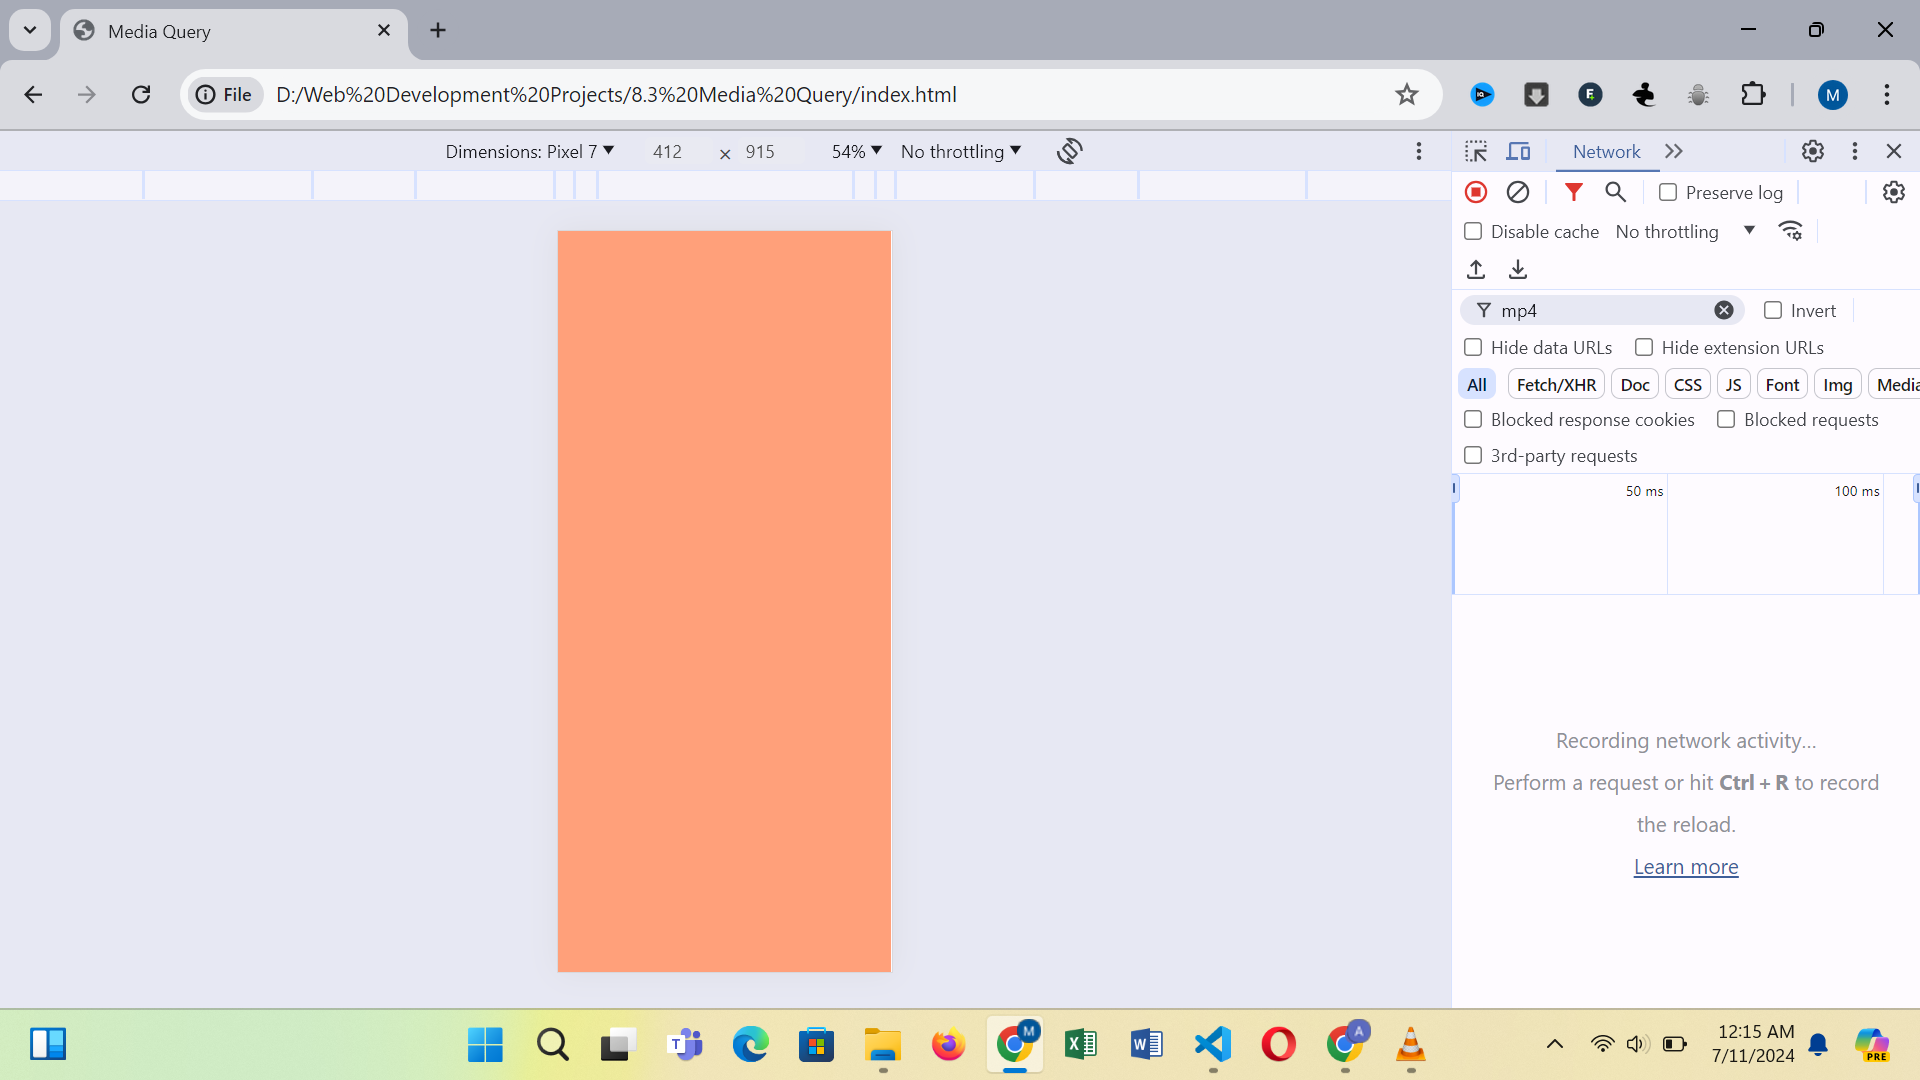 Media Query
File D:/Web%20Development%20Projects/8.3%20Media%20Query/index.html
M
Dimensions: Pixel 7 412 × 915 54% No throttling
Network
Preserve log
Disable cache No throttling
mp4 Invert
Hide data URLs Hide extension URLs
All Fetch/XHR Doc CSS JS Font Img Media
Blocked response cookies Blocked requests
3rd-party requests
50 ms 100 ms
Recording network activity...
Perform a request or hit Ctrl + R to record
the reload.
Learn more
12:15 AM
7/11/2024
PRE
M
A